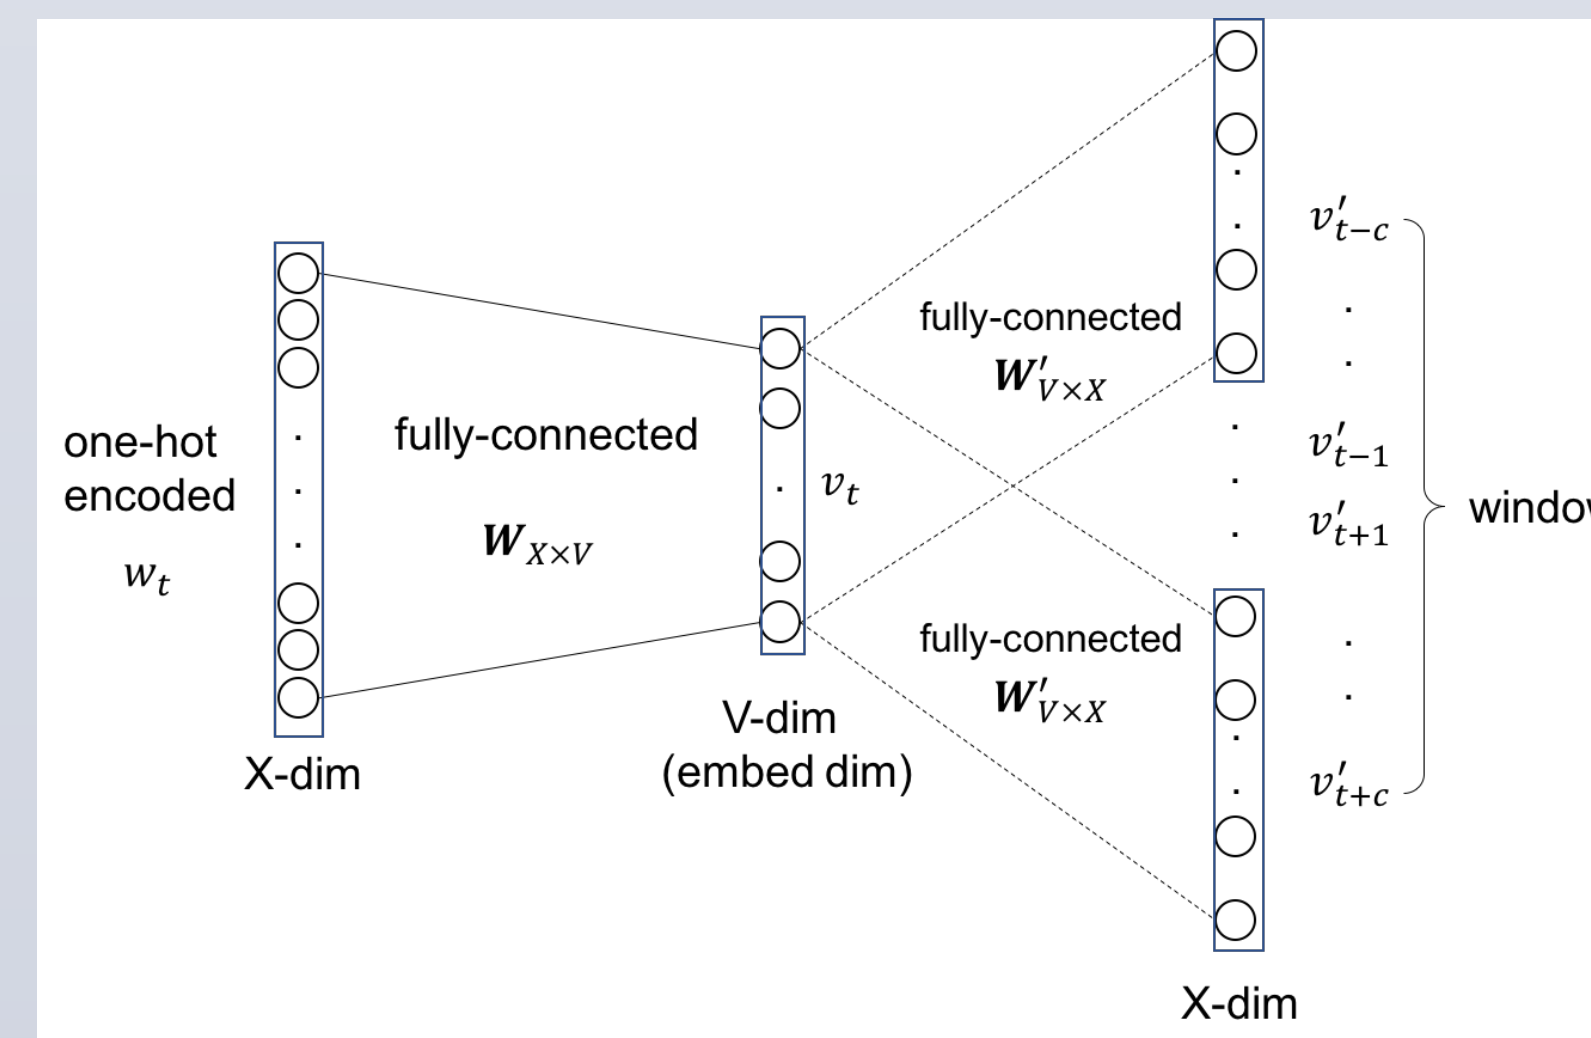 one-hot
encoded
w_t
X-dim
fully-connected
W_{X×V}
v_t
V-dim
(embed dim)
fully-connected
W'_{V×X}
fully-connected
W'_{V×X}
v'_{t−c}
v'_{t−1}
v'_{t+1}
v'_{t+c}
X-dim